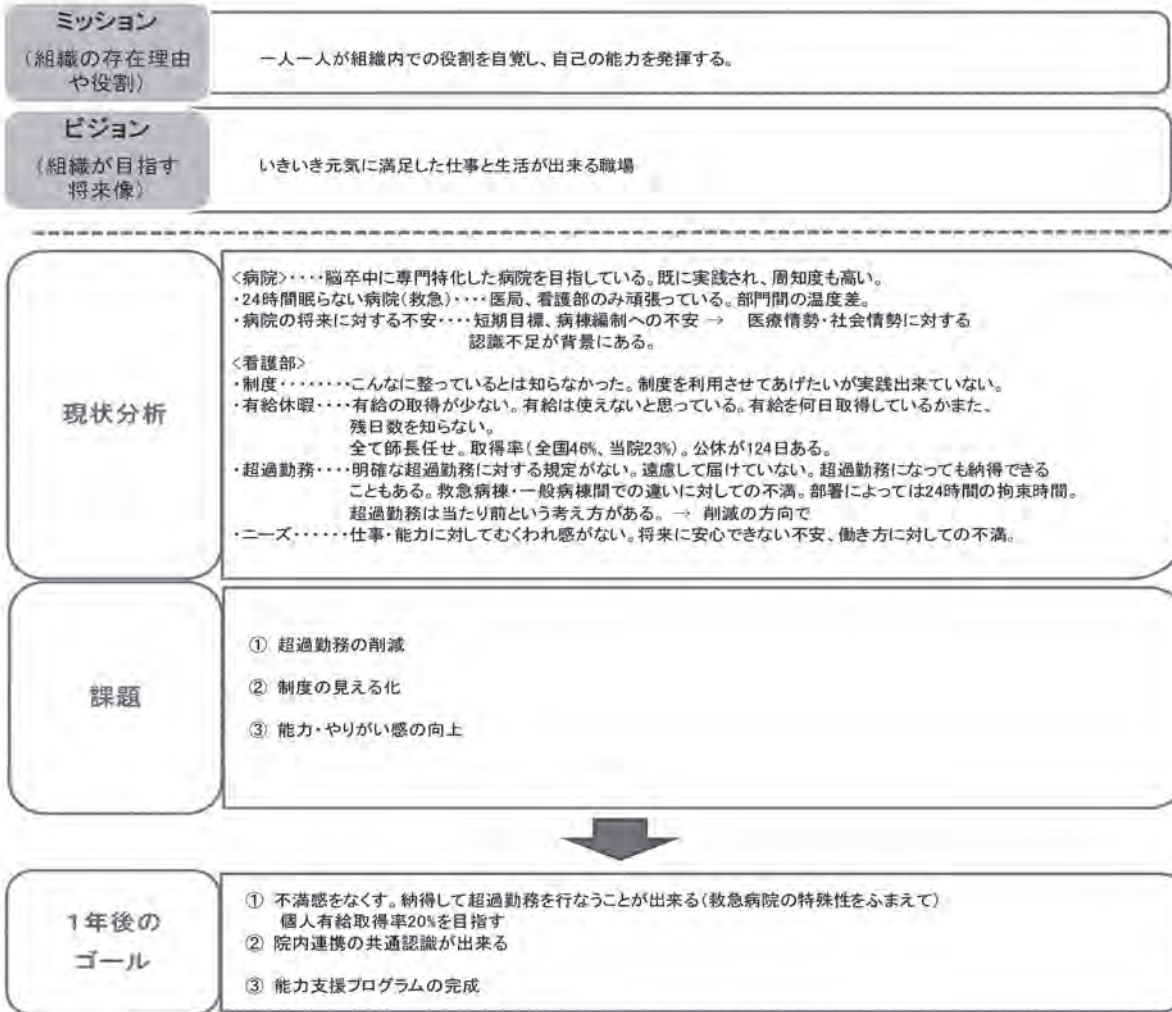 ミッション
(組織の存在理由
や役割)
一人一人が組織内での役割を自覚し、自己の能力を発揮する。
ビジョン
(組織が目指す
将来像)
いきいき元気に満足した仕事と生活が出来る職場
現状分析
<病院>・・・・脳卒中に専門特化した病院を目指している。既に実践され、周知度も高い。
・24時間眠らない病院(救急)・・・・医局、看護部のみ頑張っている。部門間の温度差。
・病院の将来に対する不安・・・・短期目標、病棟編制への不安 → 医療情勢・社会情勢に対する
認識不足が背景にある。
<看護部>
・制度・・・・・・・・こんなに整っているとは知らなかった。制度を利用させてあげたいが実践出来ていない。
・有給休暇・・・・有給の取得が少ない。有給は使えないと思っている。有給を何日取得しているかまた、
残日数を知らない。
全て師長任せ。取得率(全国46%、当院23%)。公休が124日ある。
・超過勤務・・・・明確な超過勤務に対する規定がない。遠慮して届けていない。超過勤務になっても納得できる
こともある。救急病棟・一般病棟間での違いに対しての不満。部署によっては24時間の拘束時間。
超過勤務は当たり前という考え方がある。 → 削減の方向で
・ニーズ・・・・・・仕事・能力に対してむくわれ感がない。将来に安心できない不安、働き方に対しての不満。
課題
① 超過勤務の削減
② 制度の見える化
③ 能力・やりがい感の向上
1年後の
ゴール
① 不満感をなくす。納得して超過勤務を行なうことが出来る(救急病院の特殊性をふまえて)
個人有給取得率20%を目指す
② 院内連携の共通認識が出来る
③ 能力支援プログラムの完成